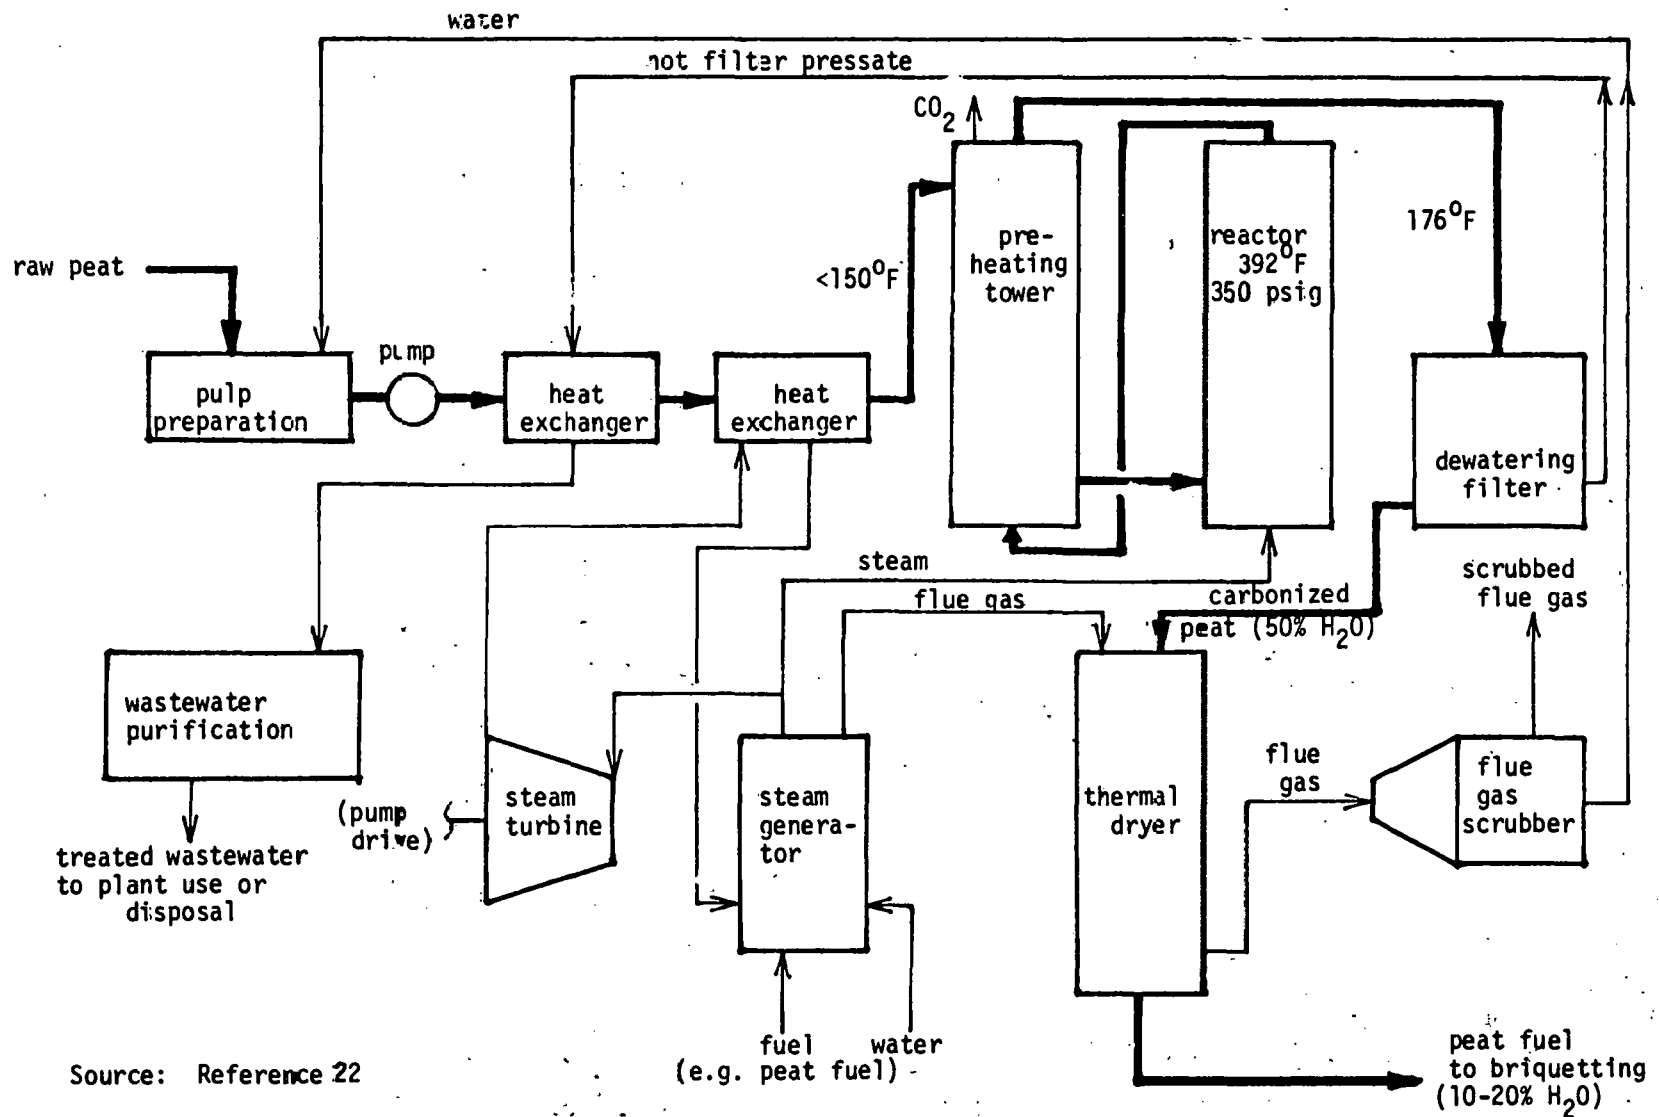 water
hot filter pressate
CO2
176°F
pre-
heating
tower
reactor
392°F
350 psig
raw peat
<150°F
pump
pulp
preparation
heat
exchanger
heat
exchanger
dewatering
filter
steam
scrubbed
flue gas
flue gas
carbonized
peat (50% H2O)
wastewater
purification
flue
gas
flue
gas
scrubber
(pump
drive)
steam
turbine
steam
genera-
tor
thermal
dryer
treated wastewater
to plant use or
disposal
fuel
(e.g. peat fuel)
water
peat fuel
to briquetting
(10-20% H2O)
Source: Reference 22